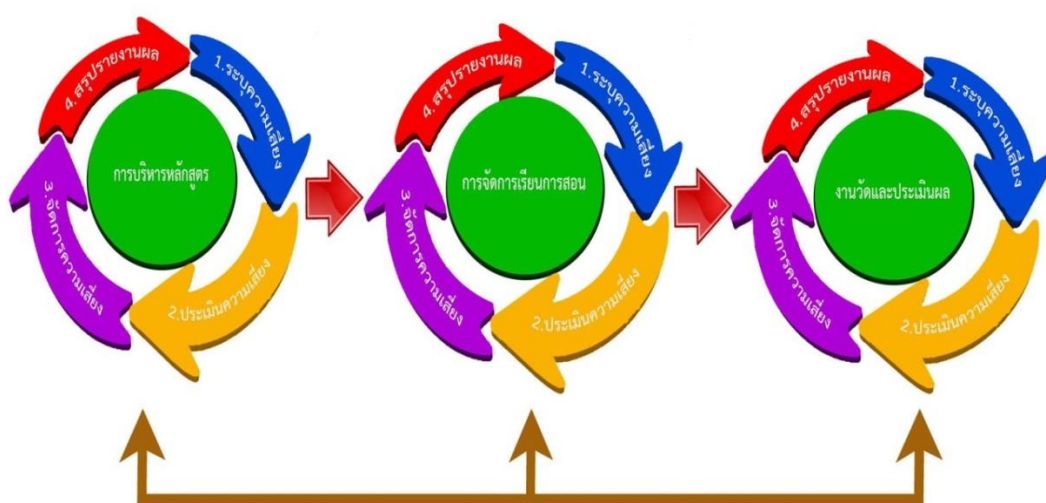 การบริหารหลักสูตร
1.ระบุความเสี่ยง
2.ประเมินความเสี่ยง
3.จัดการความเสี่ยง
4.สรุปรายงานผล
การจัดการเรียนการสอน
1.ระบุความเสี่ยง
2.ประเมินความเสี่ยง
3.จัดการความเสี่ยง
4.สรุปรายงานผล
งานวัดและประเมินผล
1.ระบุความเสี่ยง
2.ประเมินความเสี่ยง
3.จัดการความเสี่ยง
4.สรุปรายงานผล